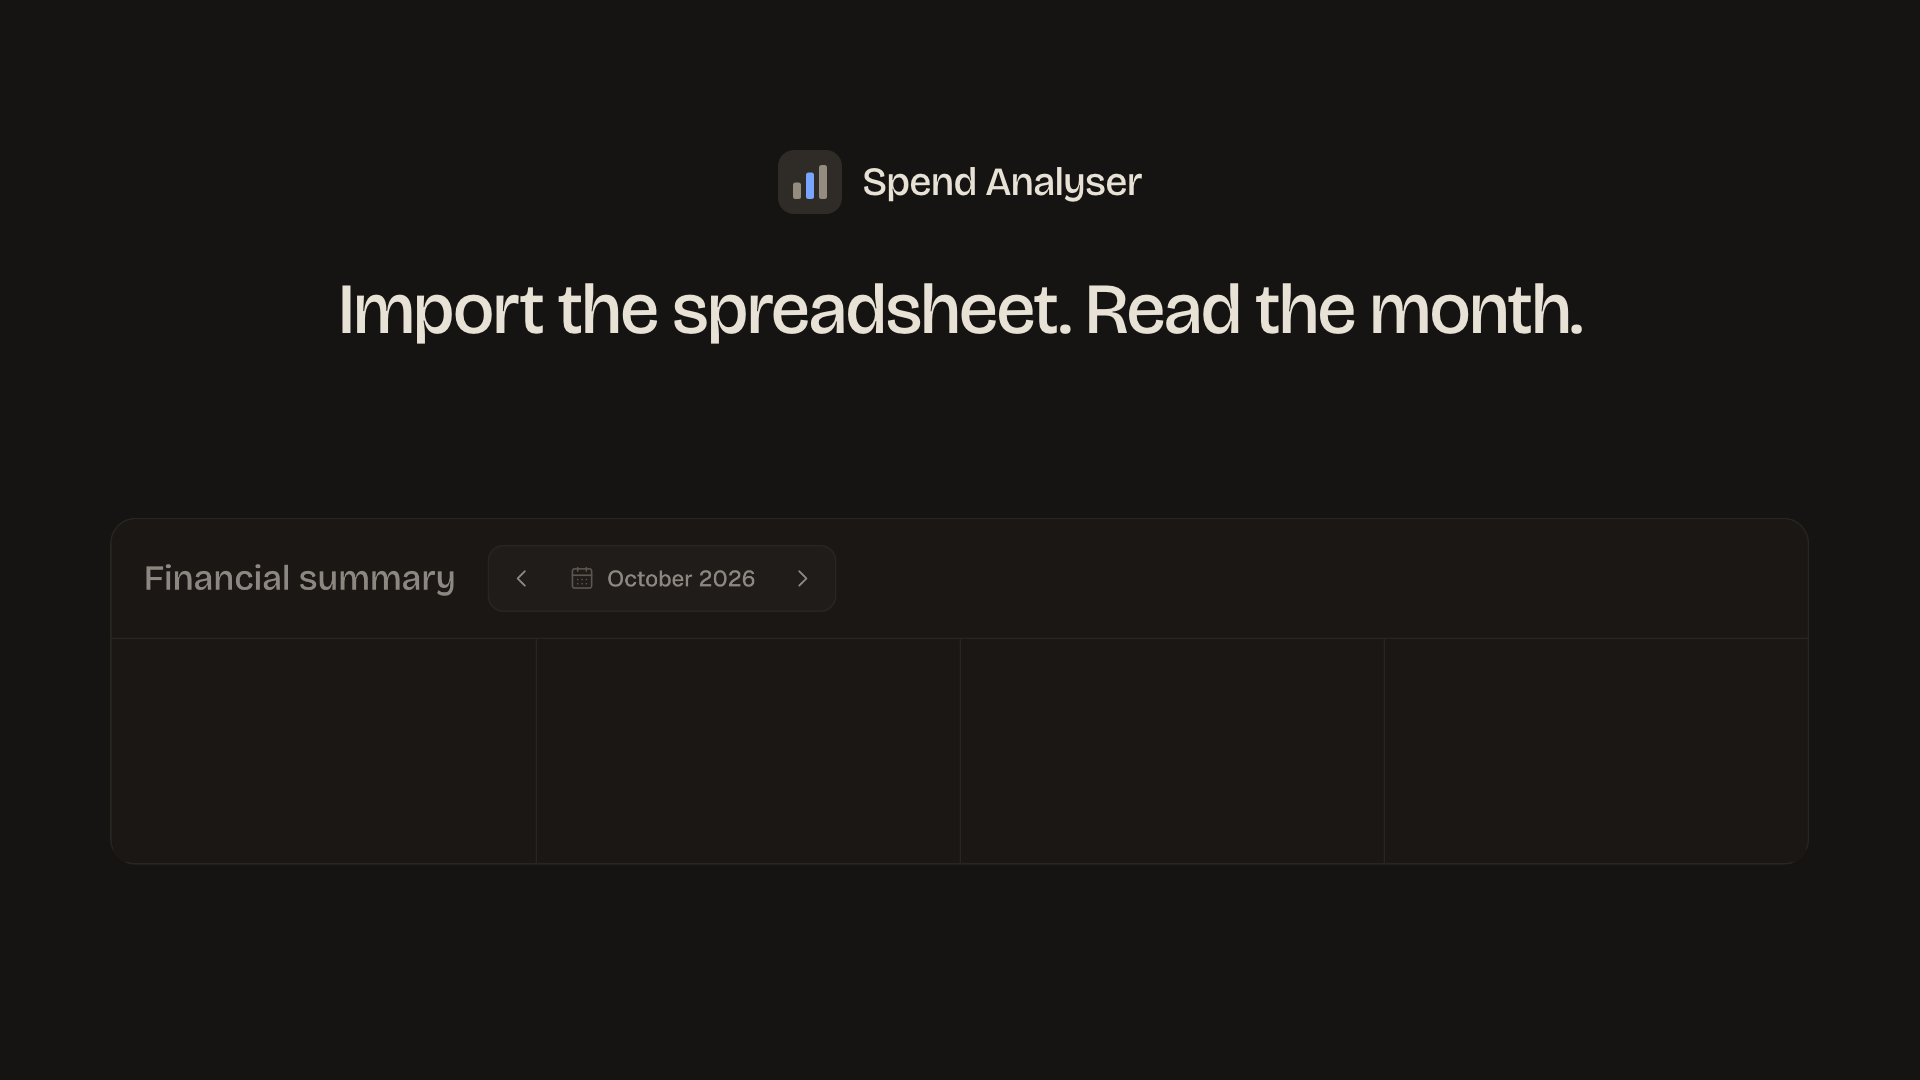 Spend Analyser
Import the spreadsheet. Read the month.
Financial summary
October 2026